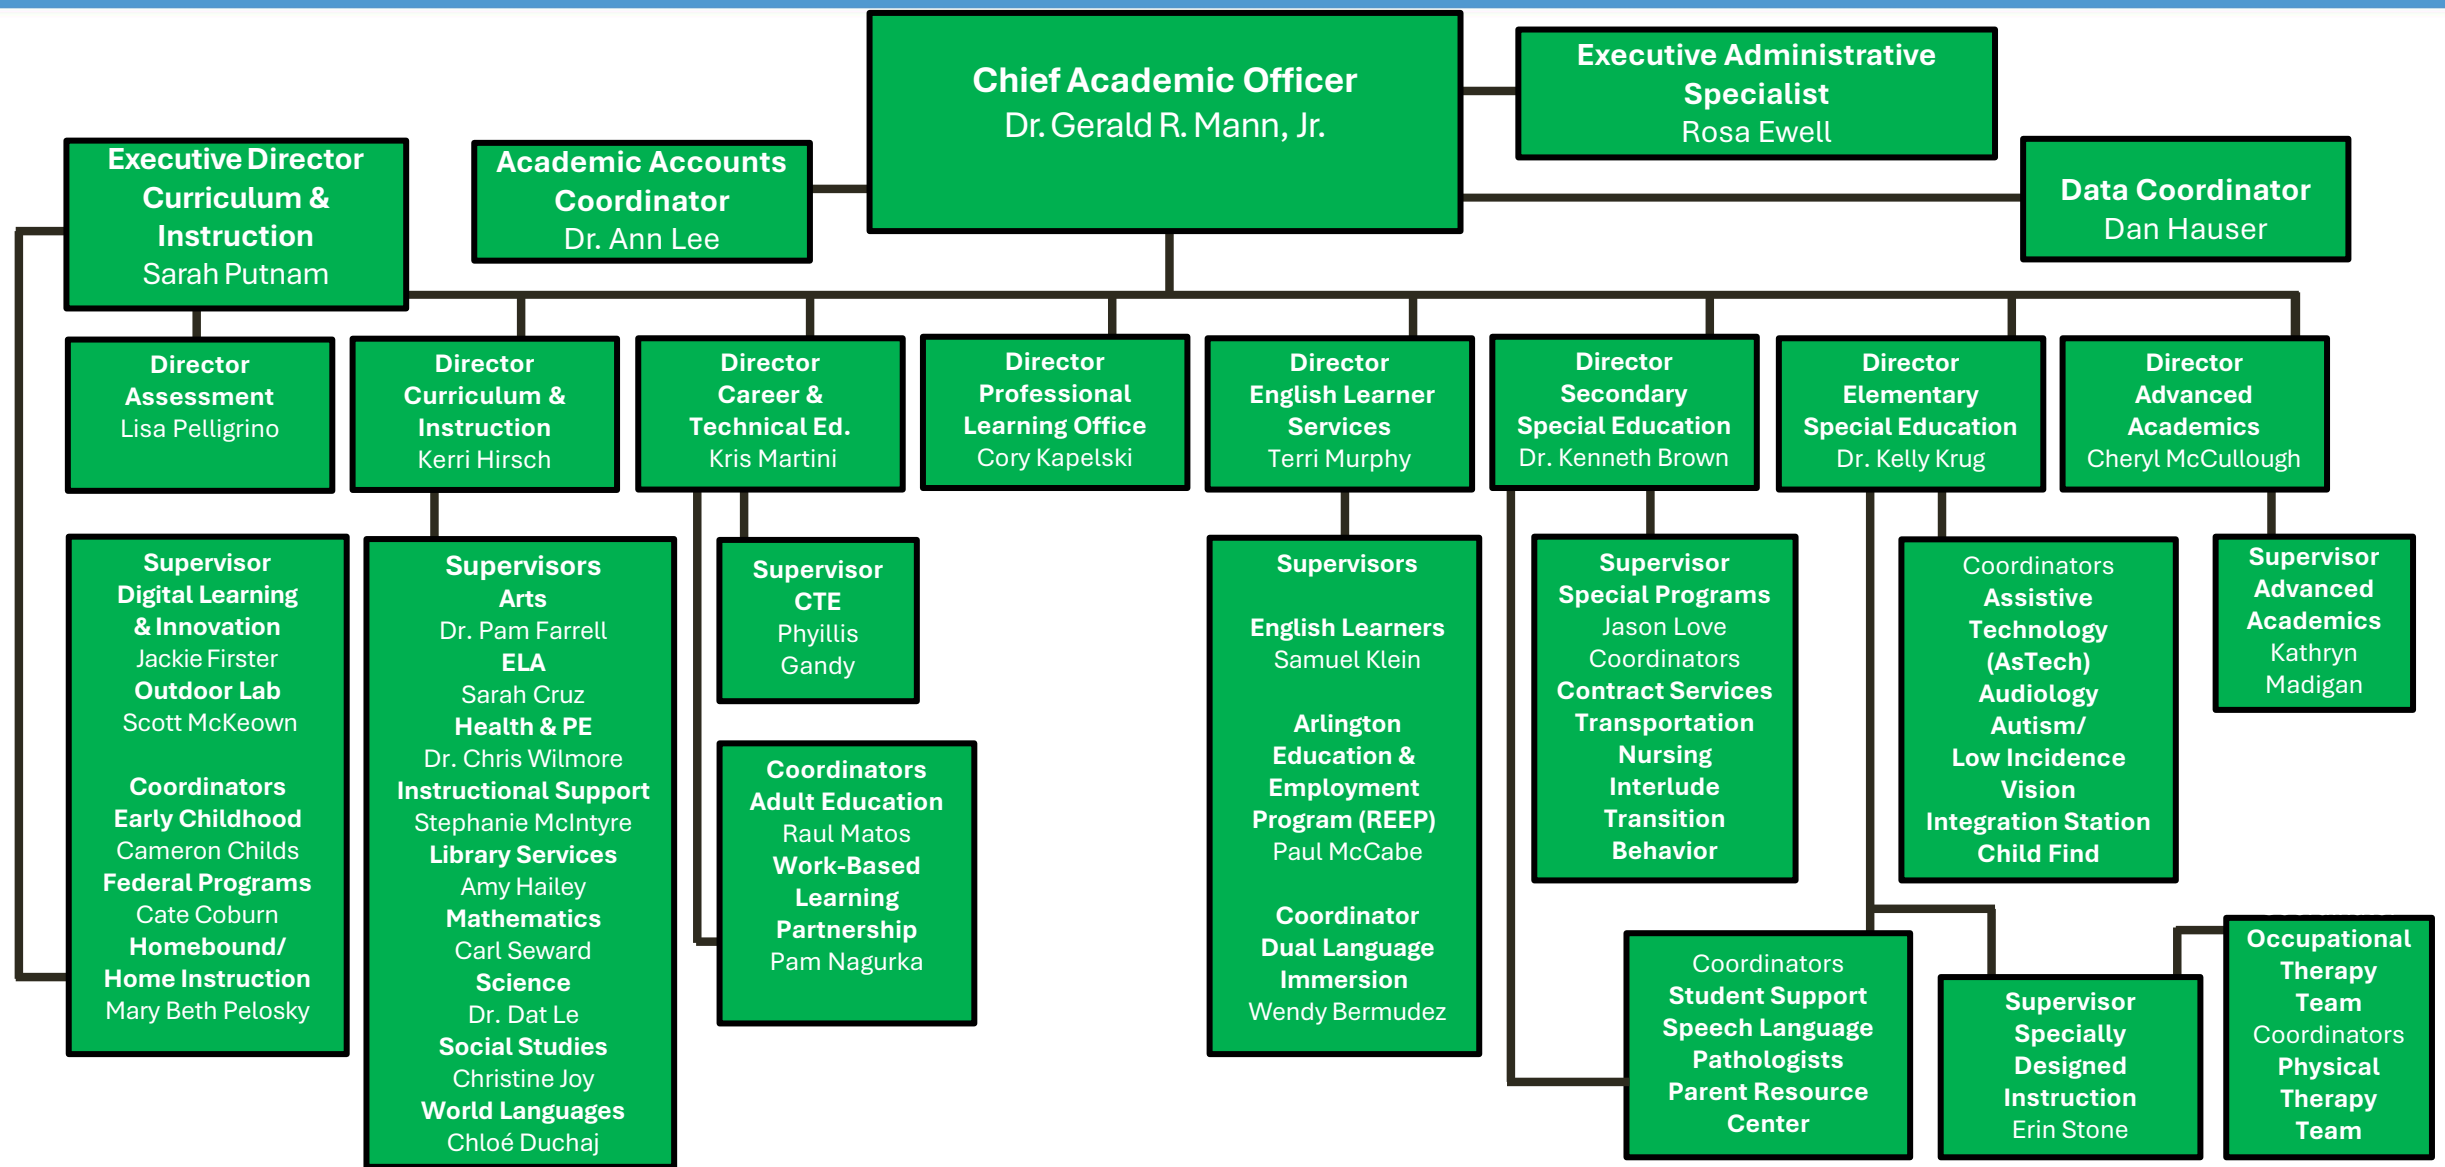 Chief Academic Officer
Dr. Gerald R. Mann, Jr.
Executive Administrative
Specialist
Rosa Ewell
Executive Director
Curriculum &
Instruction
Sarah Putnam
Academic Accounts
Coordinator
Dr. Ann Lee
Data Coordinator
Dan Hauser
Director
Assessment
Lisa Pelligrino
Director
Curriculum &
Instruction
Kerri Hirsch
Director
Career &
Technical Ed.
Kris Martini
Director
Professional
Learning Office
Cory Kapelski
Director
English Learner
Services
Terri Murphy
Director
Secondary
Special Education
Dr. Kenneth Brown
Director
Elementary
Special Education
Dr. Kelly Krug
Director
Advanced
Academics
Cheryl McCullough
Supervisor
Digital Learning
& Innovation
Jackie Firster
Outdoor Lab
Scott McKeown
Coordinators
Early Childhood
Cameron Childs
Federal Programs
Cate Coburn
Homebound/
Home Instruction
Mary Beth Pelosky
Supervisors
Arts
Dr. Pam Farrell
ELA
Sarah Cruz
Health & PE
Dr. Chris Wilmore
Instructional Support
Stephanie McIntyre
Library Services
Amy Hailey
Mathematics
Carl Seward
Science
Dr. Dat Le
Social Studies
Christine Joy
World Languages
Chloé Duchaj
Supervisor
CTE
Phyillis
Gandy
Coordinators
Adult Education
Raul Matos
Work-Based
Learning
Partnership
Pam Nagurka
Supervisors
English Learners
Samuel Klein
Arlington
Education &
Employment
Program (REEP)
Paul McCabe
Coordinator
Dual Language
Immersion
Wendy Bermudez
Supervisor
Special Programs
Jason Love
Coordinators
Contract Services
Transportation
Nursing
Interlude
Transition
Behavior
Coordinators
Assistive
Technology
(AsTech)
Audiology
Autism/
Low Incidence
Vision
Integration Station
Child Find
Supervisor
Advanced
Academics
Kathryn
Madigan
Coordinators
Student Support
Speech Language
Pathologists
Parent Resource
Center
Supervisor
Specially
Designed
Instruction
Erin Stone
Occupational
Therapy
Team
Coordinators
Physical
Therapy
Team